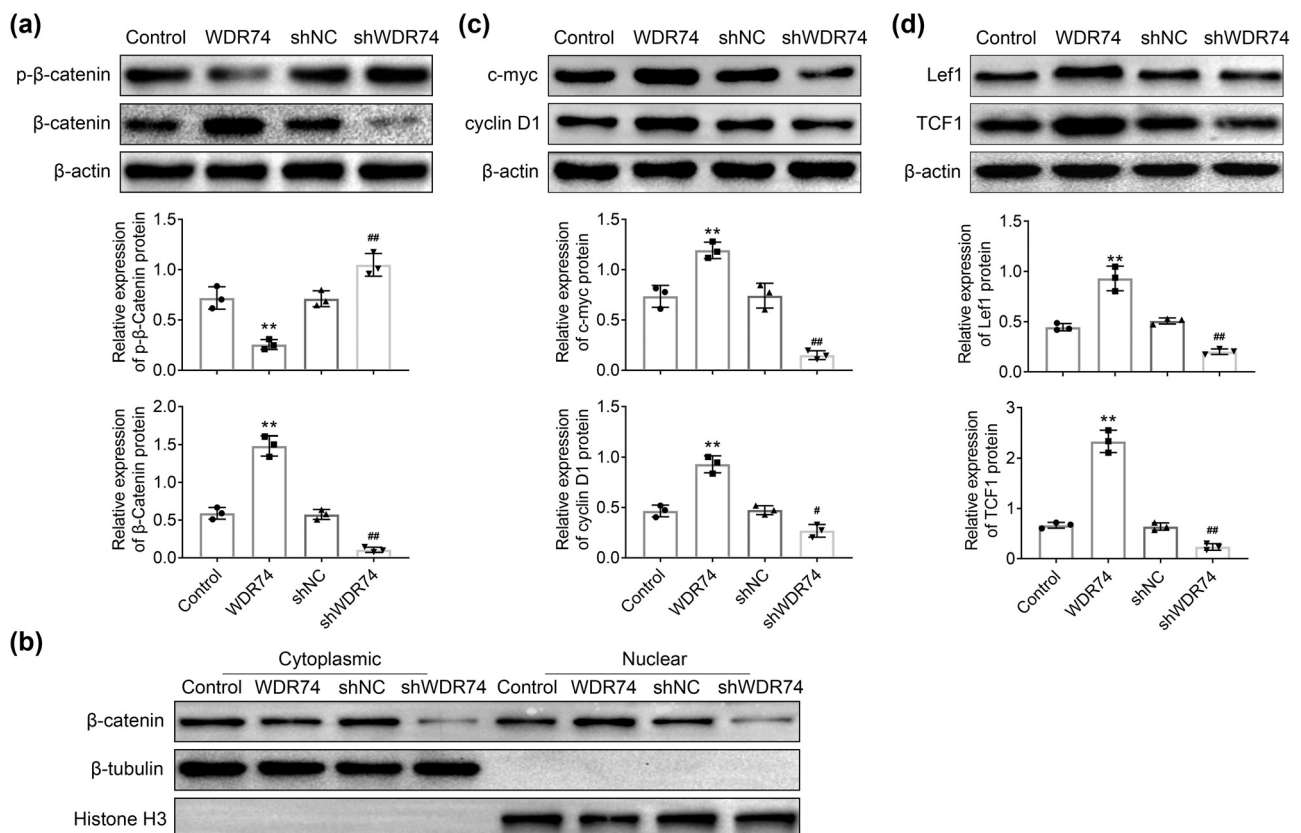 (a)
Control WDR74 shNC shWDR74
p-β-catenin
β-catenin
β-actin
Relative expression
of p-β-Catenin protein
1.5
1.0
0.5
0.0
**
##
Relative expression
of β-Catenin protein
2.0
1.5
1.0
0.5
0.0
**
##
Control WDR74 shNC shWDR74
(c)
Control WDR74 shNC shWDR74
c-myc
cyclin D1
β-actin
Relative expression
of c-myc protein
1.5
1.0
0.5
0.0
**
##
Relative expression
of cyclin D1 protein
1.5
1.0
0.5
0.0
**
#
Control WDR74 shNC shWDR74
(d)
Control WDR74 shNC shWDR74
Lef1
TCF1
β-actin
Relative expression
of Lef1 protein
1.5
1.0
0.5
0.0
**
##
Relative expression
of TCF1 protein
3
2
1
0
**
##
Control WDR74 shNC shWDR74
(b)
Cytoplasmic Nuclear
Control WDR74 shNC shWDR74 Control WDR74 shNC shWDR74
β-catenin
β-tubulin
Histone H3